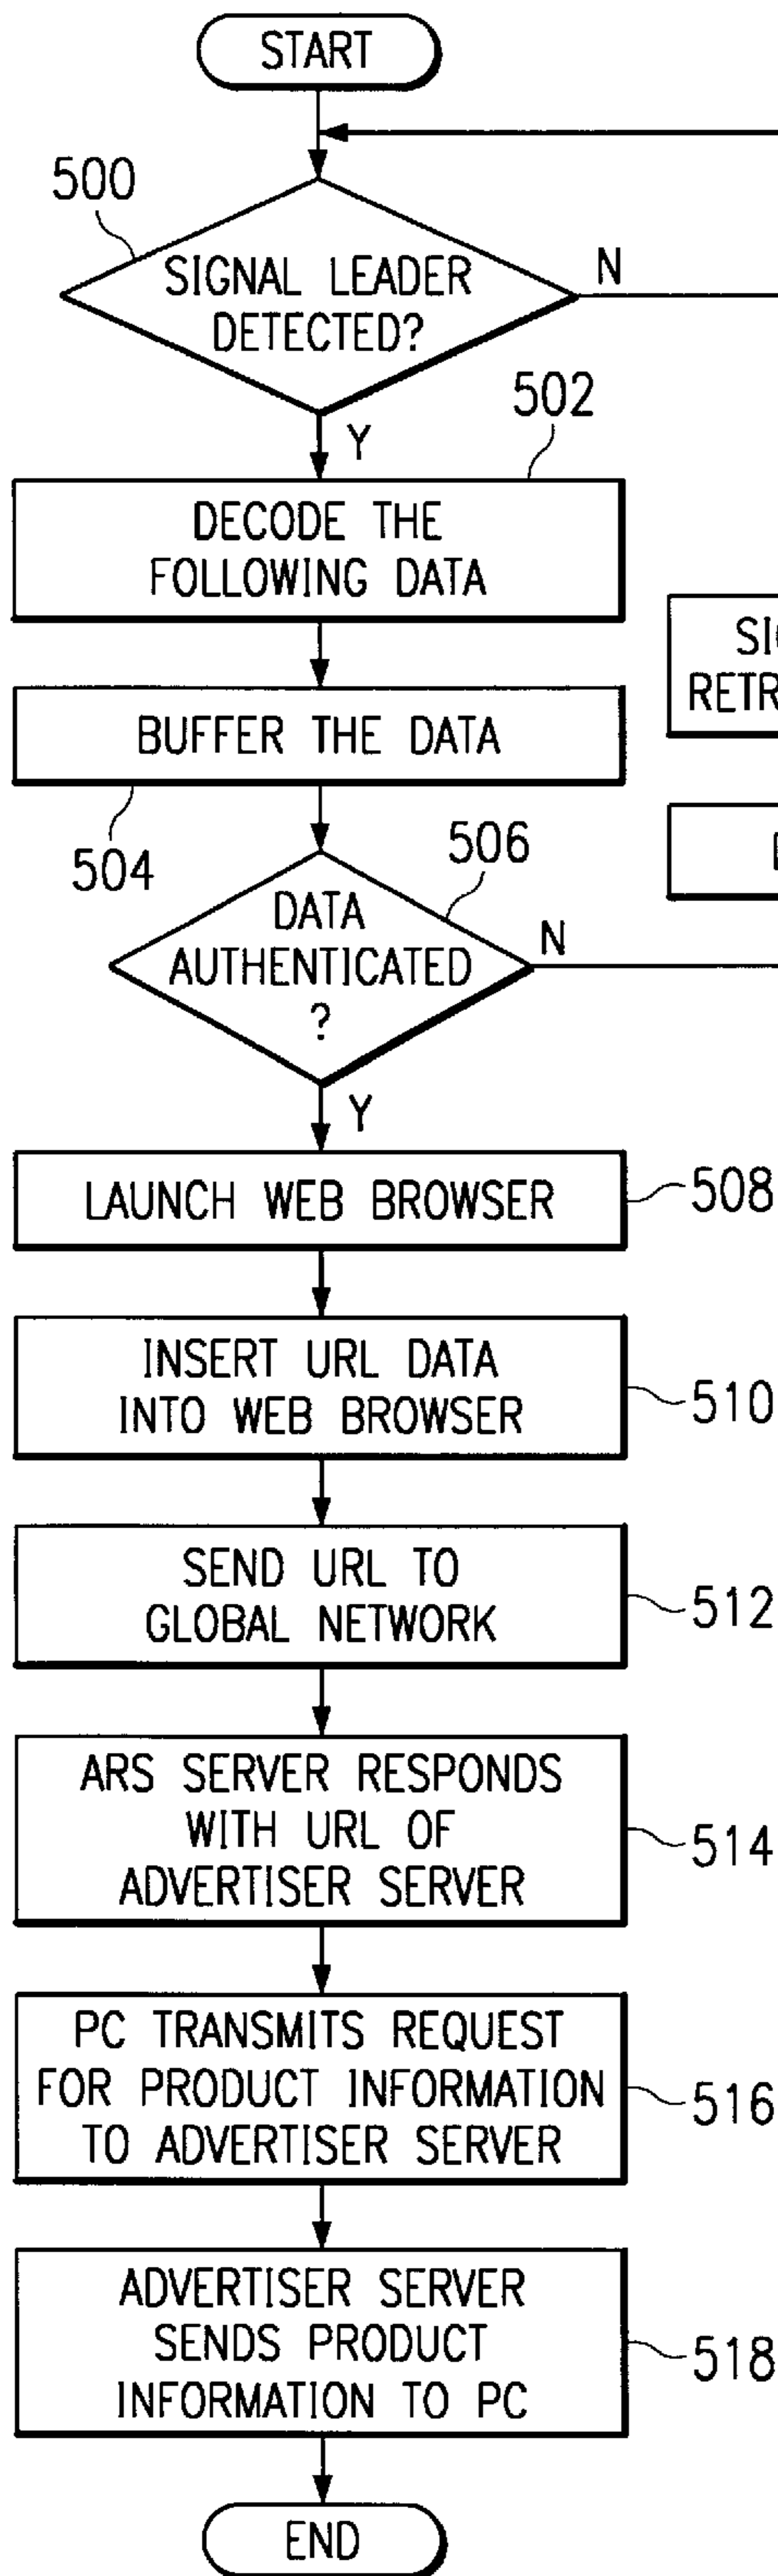 START
500
SIGNAL LEADER
DETECTED?
N
Y
502
DECODE THE
FOLLOWING DATA
BUFFER THE DATA
504
506
DATA
AUTHENTICATED
?
N
Y
LAUNCH WEB BROWSER
508
INSERT URL DATA
INTO WEB BROWSER
510
SEND URL TO
GLOBAL NETWORK
512
ARS SERVER RESPONDS
WITH URL OF
ADVERTISER SERVER
514
PC TRANSMITS REQUEST
FOR PRODUCT INFORMATION
TO ADVERTISER SERVER
516
ADVERTISER SERVER
SENDS PRODUCT
INFORMATION TO PC
518
END